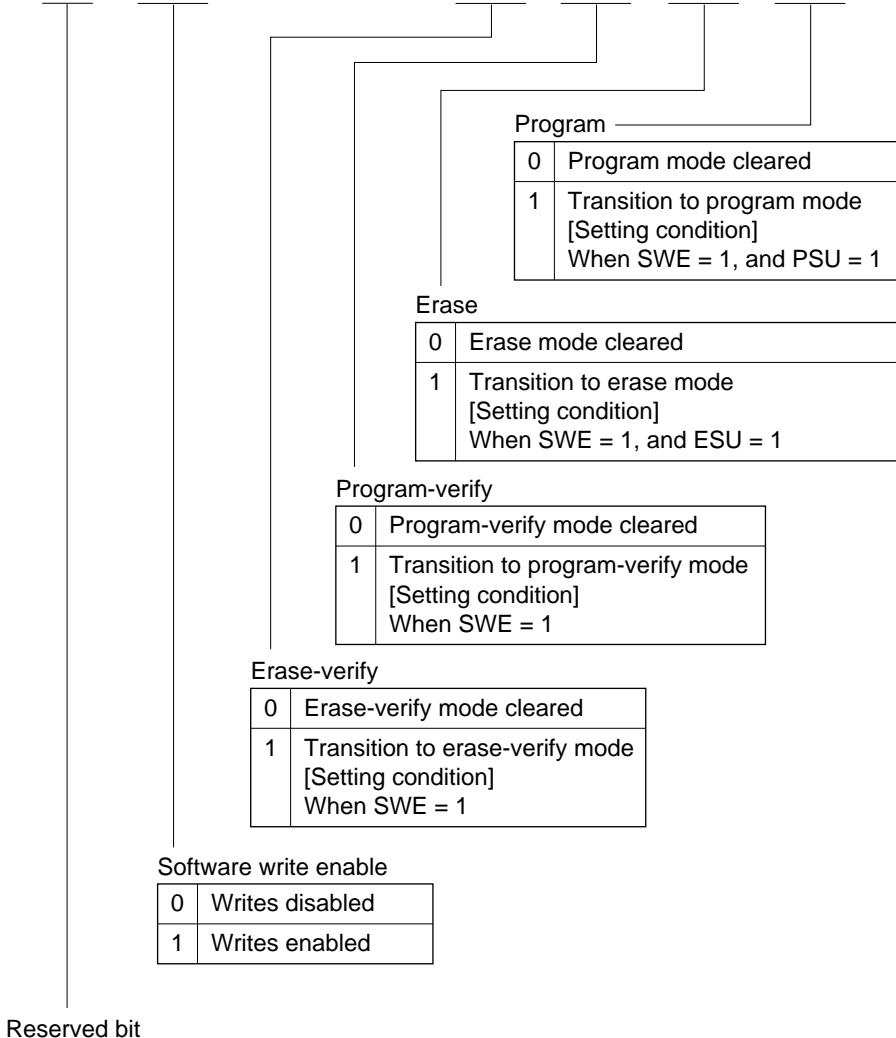 Program
0 Program mode cleared
1 Transition to program mode
[Setting condition]
When SWE = 1, and PSU = 1
Erase
0 Erase mode cleared
1 Transition to erase mode
[Setting condition]
When SWE = 1, and ESU = 1
Program-verify
0 Program-verify mode cleared
1 Transition to program-verify mode
[Setting condition]
When SWE = 1
Erase-verify
0 Erase-verify mode cleared
1 Transition to erase-verify mode
[Setting condition]
When SWE = 1
Software write enable
0 Writes disabled
1 Writes enabled
Reserved bit